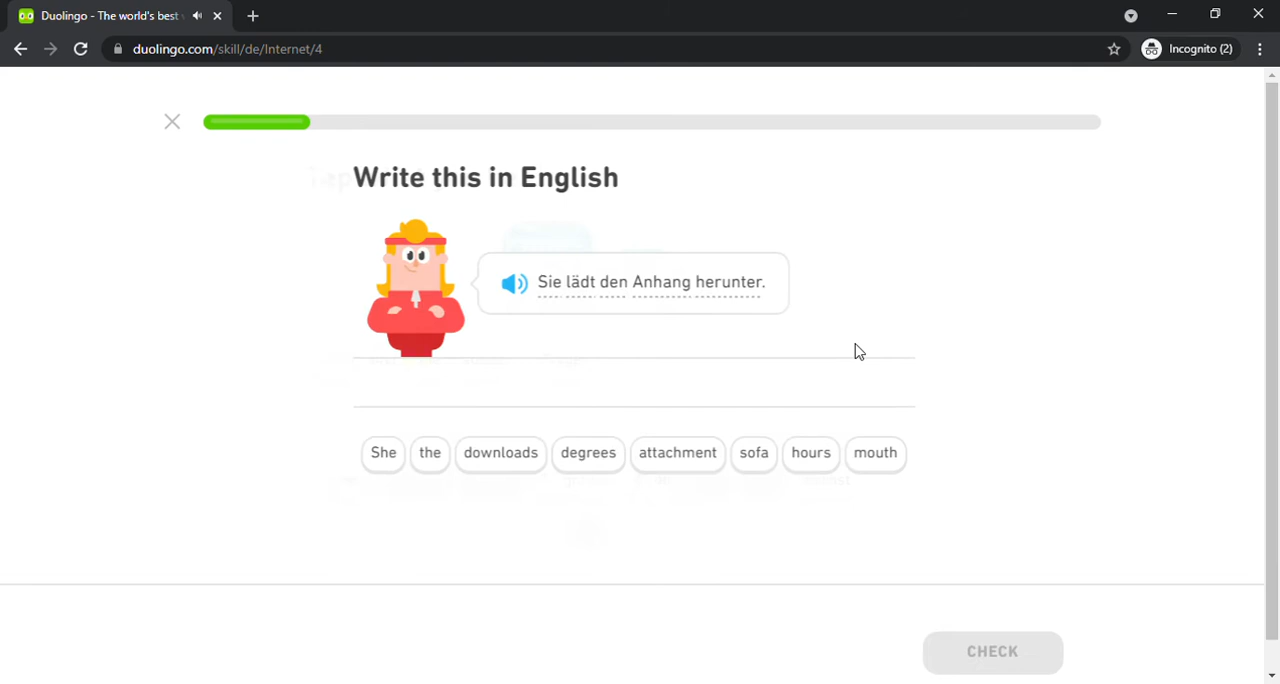 Duolingo - The world's best
duolingo.com/skill/de/Internet/4
Incognito (2)
Write this in English
Sie lädt den Anhang herunter.
She the downloads degrees attachment sofa hours mouth
CHECK